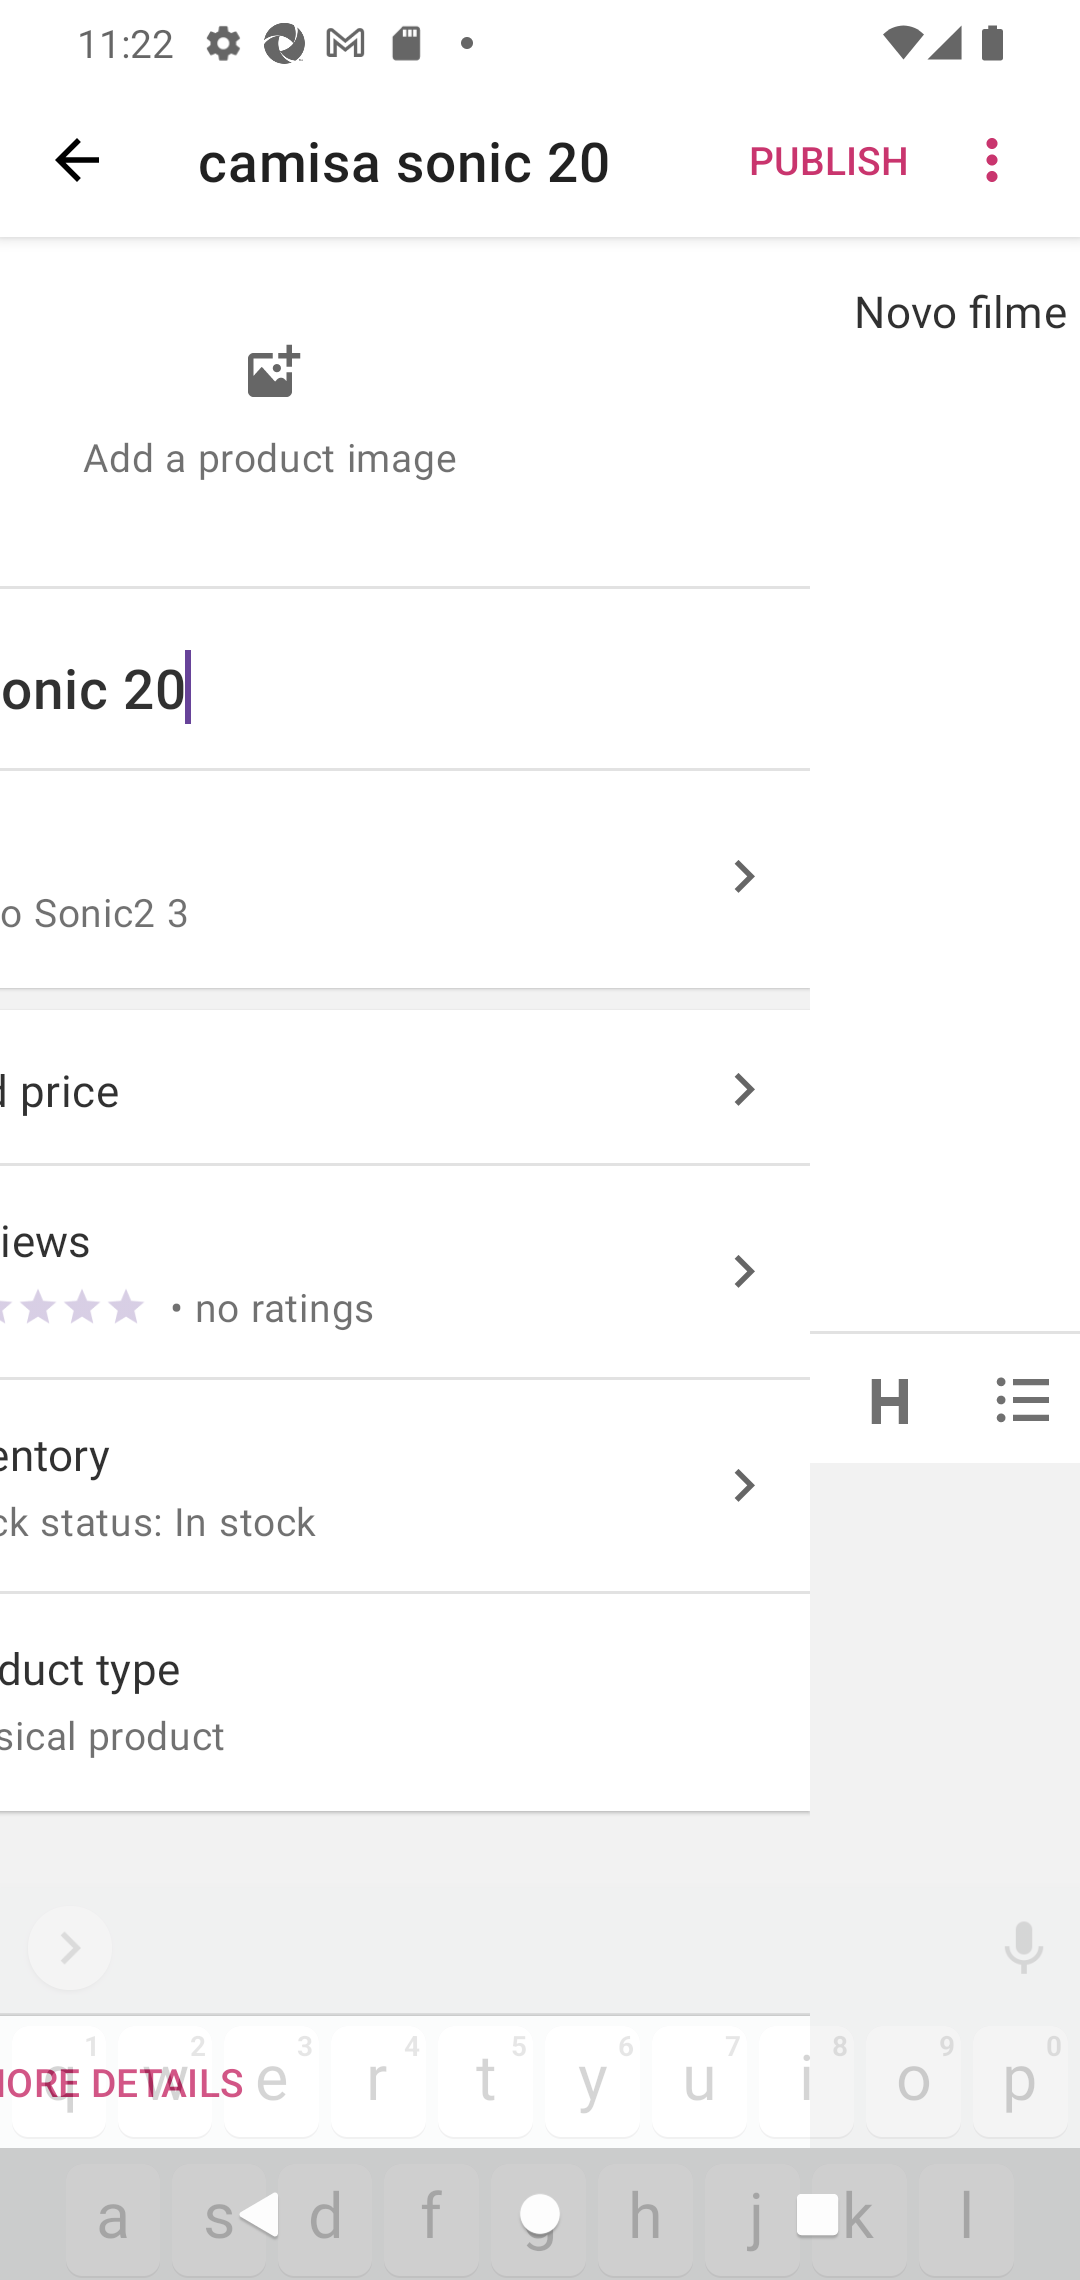 11:22
camisa sonic 20
PUBLISH
Novo filme
Add a product image
onic 20
o Sonic2 3
d price
iews
• no ratings
entory
ck status: In stock
duct type
sical product
H
IORE DETAILS
1 2 3 4 5 6 7 8 9 0
q w e r t y u i o p
a s d f g h j k l